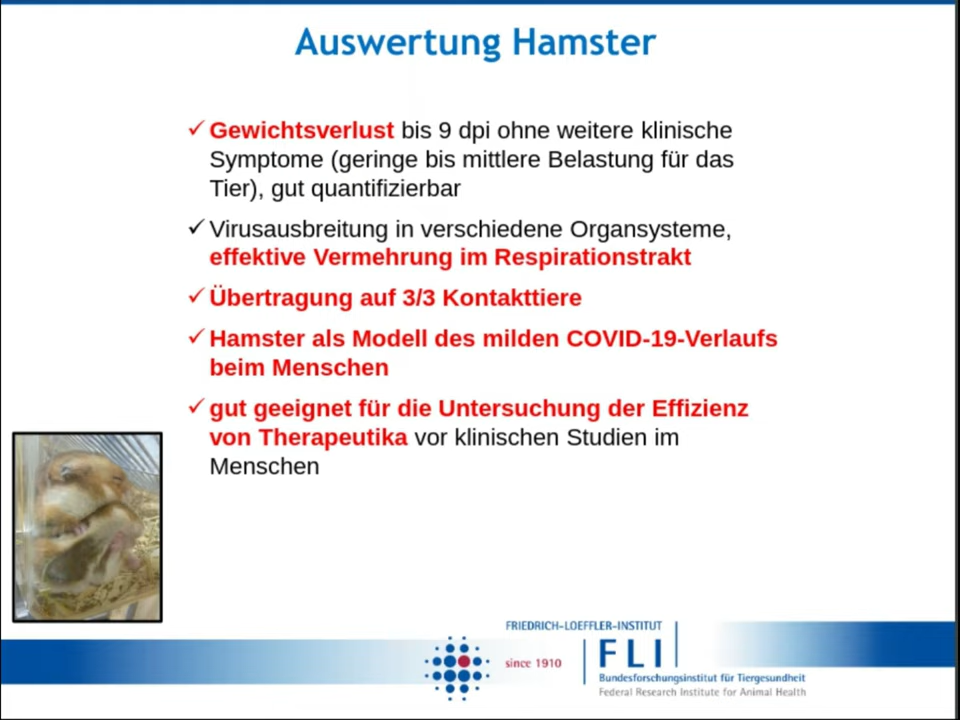 Auswertung Hamster
✓ Gewichtsverlust bis 9 dpi ohne weitere klinische
Symptome (geringe bis mittlere Belastung für das
Tier), gut quantifizierbar
✓ Virusausbreitung in verschiedene Organsysteme,
effektive Vermehrung im Respirationstrakt
✓ Übertragung auf 3/3 Kontakttiere
✓ Hamster als Modell des milden COVID-19-Verlaufs
beim Menschen
✓ gut geeignet für die Untersuchung der Effizienz
von Therapeutika vor klinischen Studien im
Menschen
FRIEDRICH-LOEFFLER-INSTITUT
since 1910
FLI
Bundesforschungsinstitut für Tiergesundheit
Federal Research Institute for Animal Health